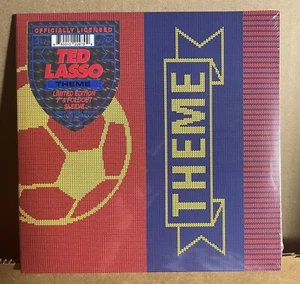 OFFICIALLY LICENSED
TED
LASSO
THEME
LIMITED EDITION
7" & FOLDOUT
SLEEVE
THEME